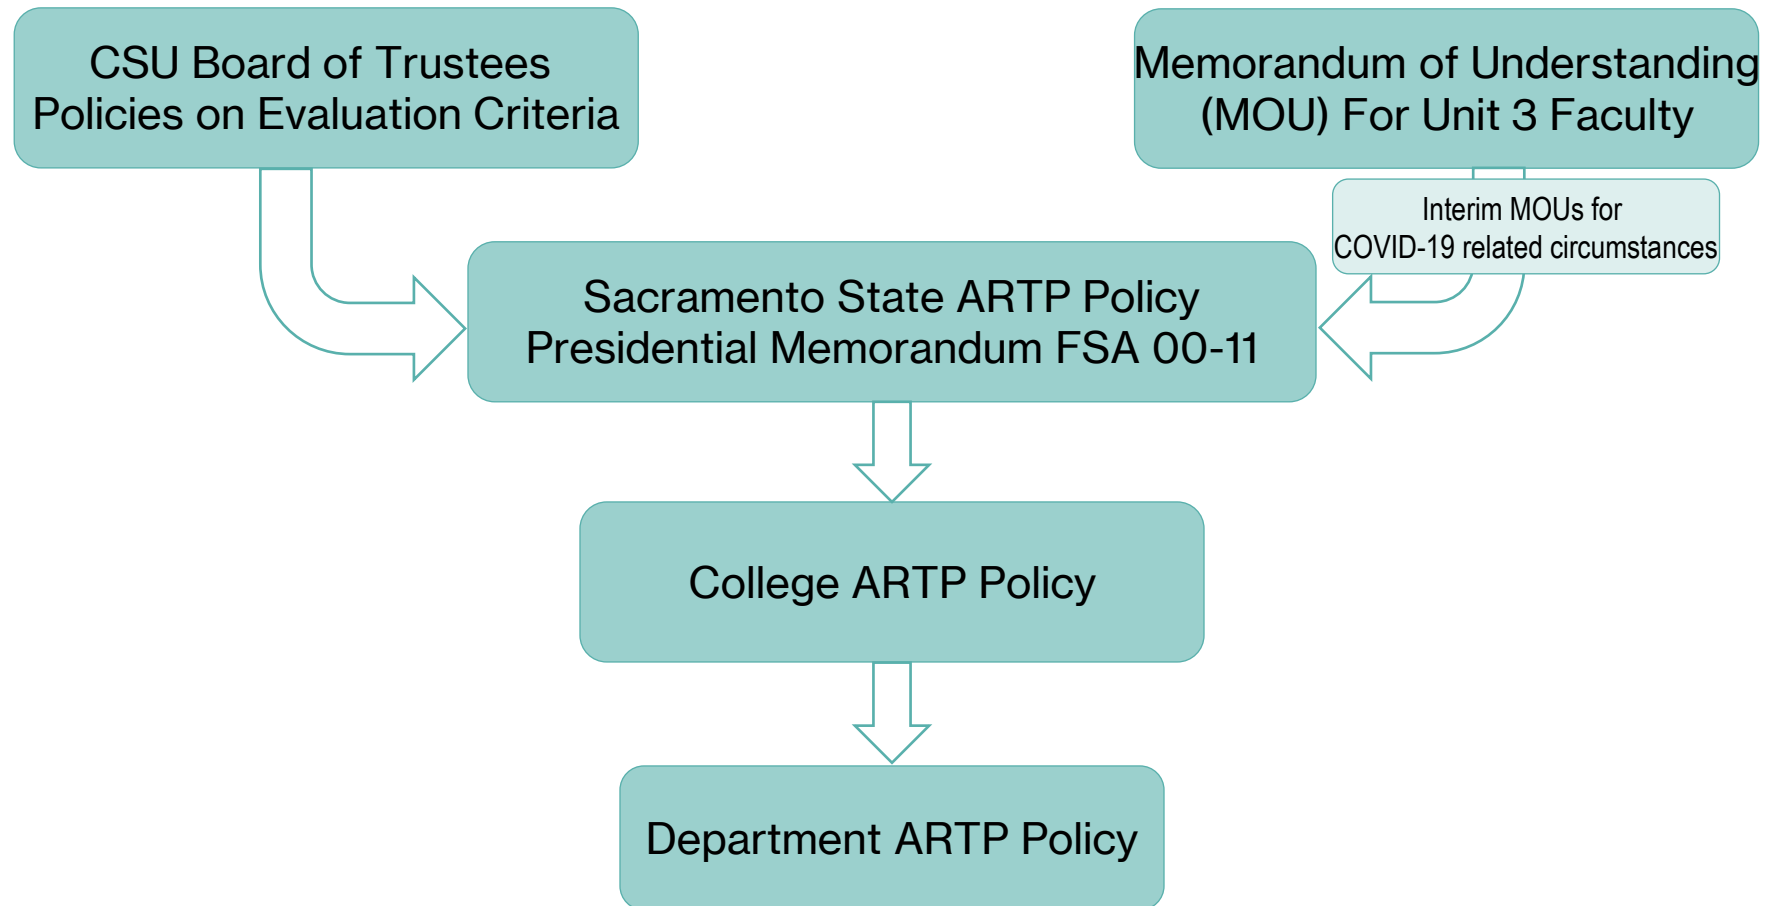 CSU Board of Trustees
Policies on Evaluation Criteria
Memorandum of Understanding
(MOU) For Unit 3 Faculty
Interim MOUs for
COVID-19 related circumstances
Sacramento State ARTP Policy
Presidential Memorandum FSA 00-11
College ARTP Policy
Department ARTP Policy